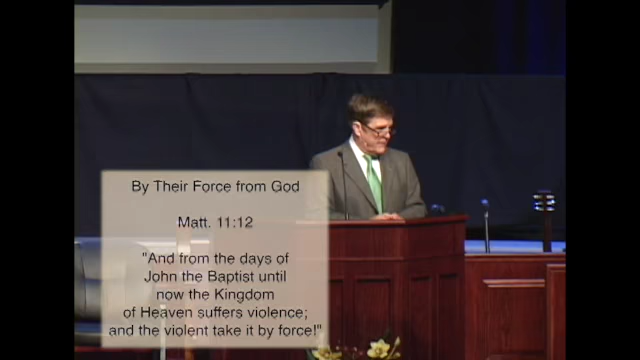 By Their Force from God
Matt. 11:12
"And from the days of
John the Baptist until
now the Kingdom
of Heaven suffers violence;
and the violent take it by force!"